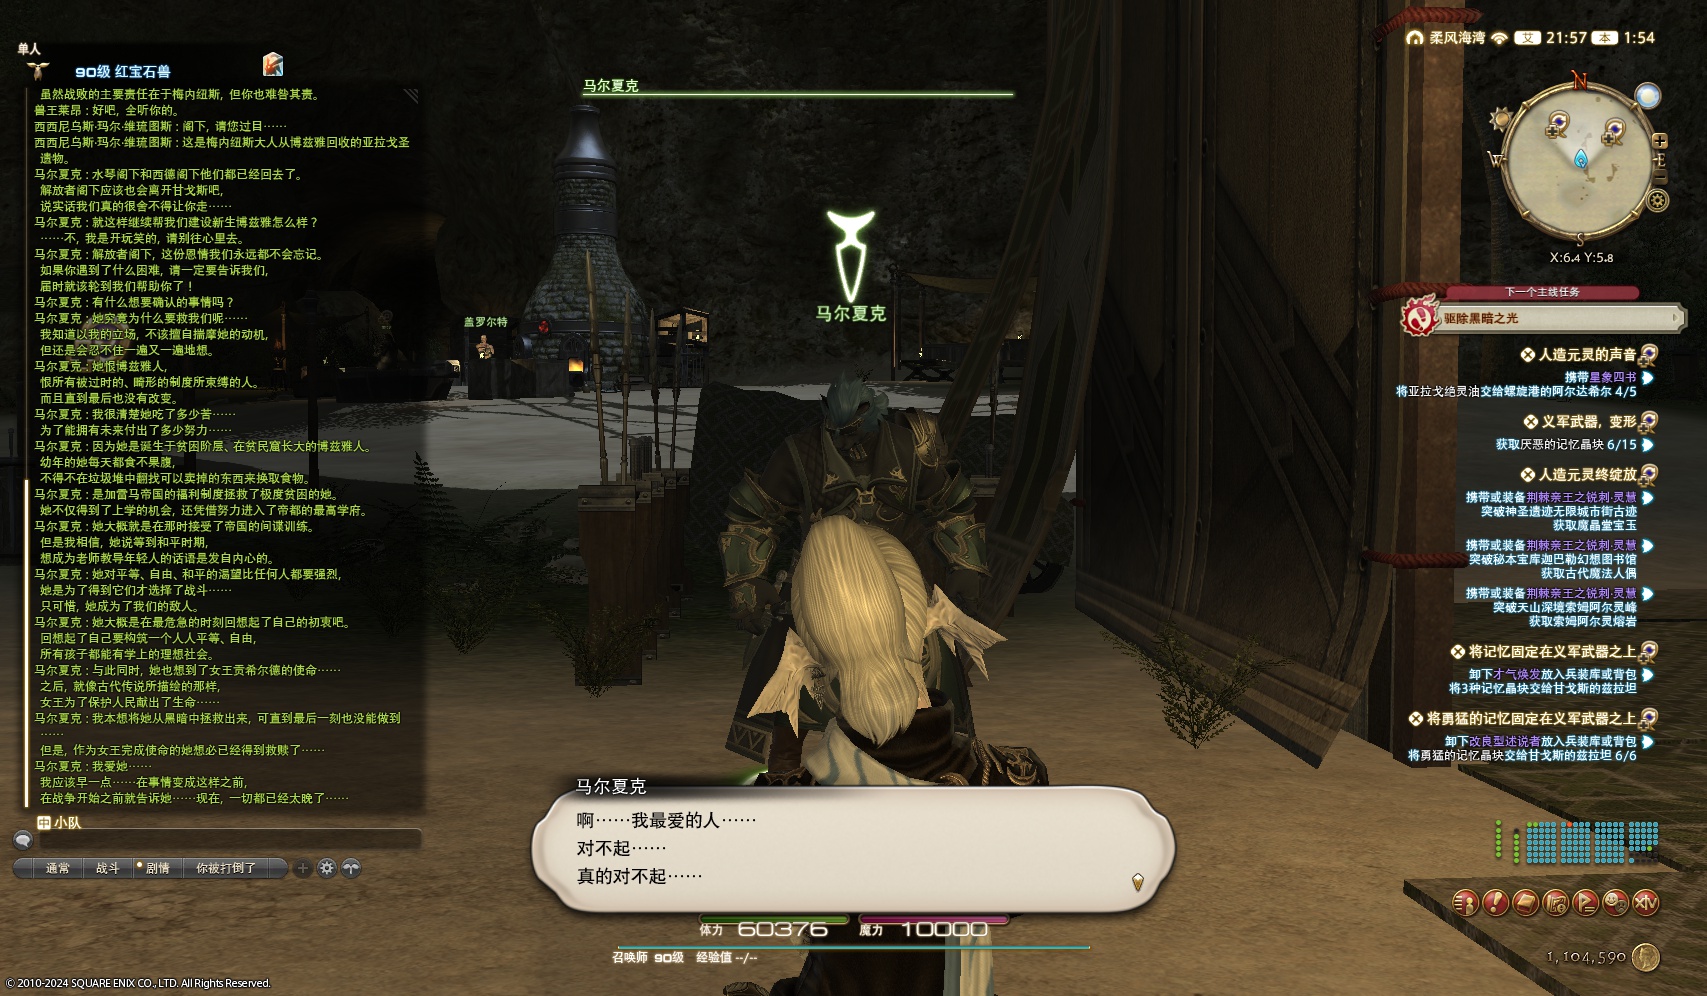 单人
90级 红宝石兽
虽然战败的主要责任在于梅内纽斯，但你也难咎其责。
兽王莱昂：好吧，全听你的。
西西尼乌斯·玛尔·维琉图斯：阁下，请您过目……
西西尼乌斯·玛尔·维琉图斯：这是梅内纽斯大人从博兹雅回收的亚拉戈圣
遗物。
马尔夏克：水琴阁下和西德阁下他们都已经回去了。
解放者阁下应该也会离开甘戈斯吧，
说实话我们真的很舍不得让你走……
马尔夏克：就这样继续帮我们建设新生博兹雅怎么样？
……不，我是开玩笑的，请别往心里去。
马尔夏克：解放者阁下，这份恩情我们永远都不会忘记。
如果你遇到了什么困难，请一定要告诉我们，
届时就该轮到我们帮助你了！
马尔夏克：有什么想要确认的事情吗？
马尔夏克：她究竟为什么要救我们呢……
我知道以我的立场，不该擅自揣摩她的动机，
但还是会忍不住一遍又一遍地想。
马尔夏克：她恨博兹雅人，
恨所有被过时的、畸形的制度所束缚的人。
而且直到最后也没有改变。
马尔夏克：我很清楚她吃了多少苦……
为了能拥有未来付出了多少努力……
马尔夏克：因为她是诞生于贫困阶层、在贫民窟长大的博兹雅人。
幼年的她每天都食不果腹，
不得不在垃圾堆中翻找可以卖掉的东西来换取食物。
马尔夏克：是加雷马帝国的福利制度拯救了极度贫困的她。
她不仅得到了上学的机会，还凭借努力进入了帝都的最高学府。
马尔夏克：她大概就是在那时接受了帝国的间谍训练。
但是我相信，她说等到和平时期，
想成为老师教导年轻人的话语是发自内心的。
马尔夏克：她对平等、自由、和平的渴望比任何人都要强烈，
她是为了得到它们才选择了战斗……
只可惜，她成为了我们的敌人。
马尔夏克：她大概是在最危急的时刻回想起了自己的初衷吧。
回想起了自己要构筑一个人人平等、自由，
所有孩子都能有学上的理想社会。
马尔夏克：与此同时，她也想到了女王贡希尔德的使命……
之后，就像古代传说所描绘的那样，
女王为了保护人民献出了生命……
马尔夏克：我本想将她从黑暗中拯救出来，可直到最后一刻也没能做到
……
但是，作为女王完成使命的她想必已经得到救赎了……
马尔夏克：我爱她……
我应该早一点……在事情变成这样之前，
在战争开始之前就告诉她……现在，一切都已经太晚了……
小队
通常 战斗 剧情 你被打倒了
马尔夏克
马尔夏克
盖罗尔特
马尔夏克
啊……我最爱的人……
对不起……
真的对不起……
体力 60376 魔力 10000
召唤师 90级 经验值 --/--
柔风海湾 艾 21:57 本 1:54
N
W E
S
X:6.4 Y:5.8
下一个主线任务
驱除黑暗之光
人造元灵的声音
携带星象四书
将亚拉戈绝灵油交给螺旋港的阿尔达希尔 4/5
义军武器，变形
获取厌恶的记忆晶块 6/15
人造元灵终绽放
携带或装备荆棘亲王之锐刺·灵慧
突破神圣遗迹无限城市街古迹
获取魔晶堂宝玉
携带或装备荆棘亲王之锐刺·灵慧
突破秘本宝库迦巴勒幻想图书馆
获取古代魔法人偶
携带或装备荆棘亲王之锐刺·灵慧
突破天山深境索姆阿尔灵峰
获取索姆阿尔灵熔岩
将记忆固定在义军武器之上
卸下才气焕发放入兵装库或背包
将3种记忆晶块交给甘戈斯的兹拉坦
将勇猛的记忆固定在义军武器之上
卸下改良型述说者放入兵装库或背包
将勇猛的记忆晶块交给甘戈斯的兹拉坦 6/6
1,104,590
© 2010-2024 SQUARE ENIX CO., LTD. All Rights Reserved.